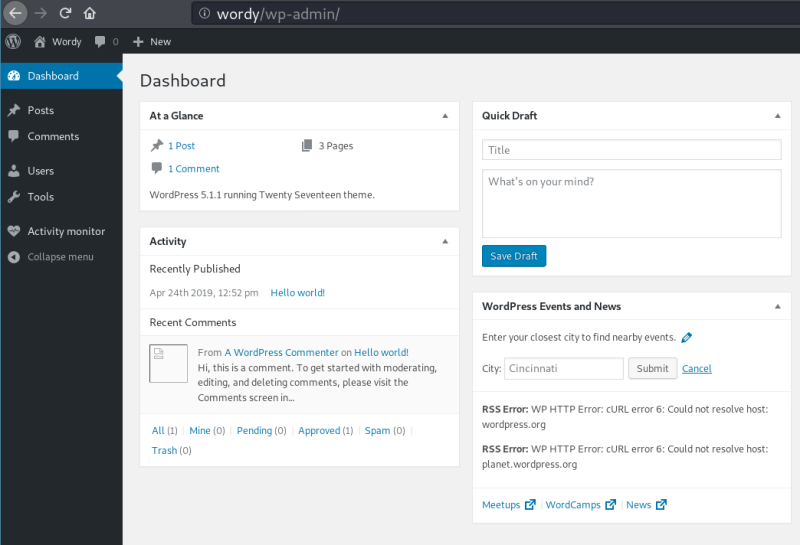 wordy/wp-admin/
Wordy 0 New
Dashboard
Posts
Comments
Users
Tools
Activity monitor
Collapse menu
Dashboard
At a Glance
1 Post
3 Pages
1 Comment
WordPress 5.1.1 running Twenty Seventeen theme.
Activity
Recently Published
Apr 24th 2019, 12:52 pm Hello world!
Recent Comments
From A WordPress Commenter on Hello world!
Hi, this is a comment. To get started with moderating,
editing, and deleting comments, please visit the
Comments screen in…
All (1) | Mine (0) | Pending (0) | Approved (1) | Spam (0) |
Trash (0)
Quick Draft
Title
What's on your mind?
Save Draft
WordPress Events and News
Enter your closest city to find nearby events.
City: Cincinnati Submit Cancel
RSS Error: WP HTTP Error: cURL error 6: Could not resolve host:
wordpress.org
RSS Error: WP HTTP Error: cURL error 6: Could not resolve host:
planet.wordpress.org
Meetups | WordCamps | News